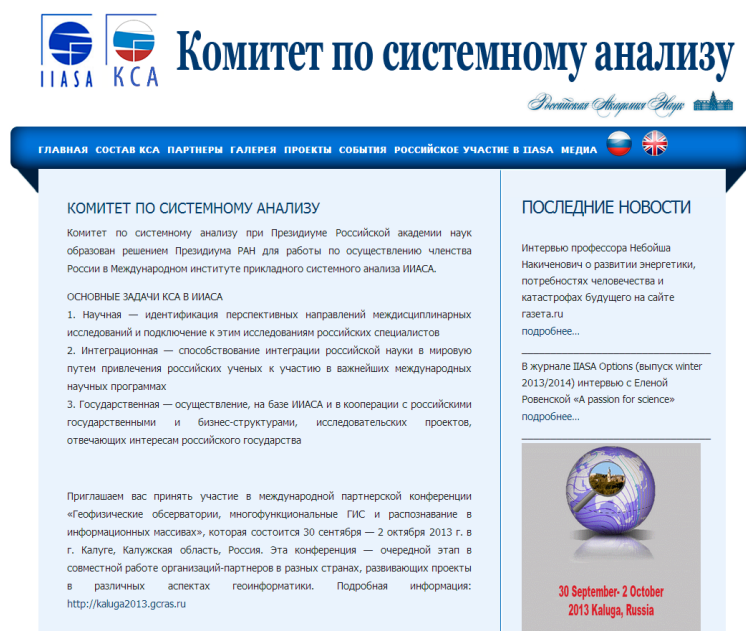 IIASA КСА Комитет по системному анализу
Российская Академия Наук
ГЛАВНАЯ СОСТАВ КСА ПАРТНЕРЫ ГАЛЕРЕЯ ПРОЕКТЫ СОБЫТИЯ РОССИЙСКОЕ УЧАСТИЕ В IIASA МЕДИА
КОМИТЕТ ПО СИСТЕМНОМУ АНАЛИЗУ
Комитет по системному анализу при Президиуме Российской академии наук
образован решением Президиума РАН для работы по осуществлению членства
России в Международном институте прикладного системного анализа ИИАСА.
ОСНОВНЫЕ ЗАДАЧИ КСА В ИИАСА
1. Научная — идентификация перспективных направлений междисциплинарных
исследований и подключение к этим исследованиям российских специалистов
2. Интеграционная — способствование интеграции российской науки в мировую
путем привлечения российских ученых к участию в важнейших международных
научных программах
3. Государственная — осуществление, на базе ИИАСА и в кооперации с российскими
государственными и бизнес-структурами, исследовательских проектов,
отвечающих интересам российского государства
Приглашаем вас принять участие в международной партнерской конференции
«Геофизические обсерватории, многофункциональные ГИС и распознавание в
информационных массивах», которая состоится 30 сентября — 2 октября 2013 г. в
г. Калуге, Калужская область, Россия. Эта конференция — очередной этап в
совместной работе организаций-партнеров в разных странах, развивающих проекты
в различных аспектах геоинформатики. Подробная информация:
http://kaluga2013.gcras.ru
ПОСЛЕДНИЕ НОВОСТИ
Интервью профессора Небойша
Накиченович о развитии энергетики,
потребностях человечества и
катастрофах будущего на сайте
газета.ru
подробнее...
В журнале IIASA Options (выпуск winter
2013/2014) интервью с Еленой
Ровенской «A passion for science»
подробнее...
30 September- 2 October
2013 Kaluga, Russia